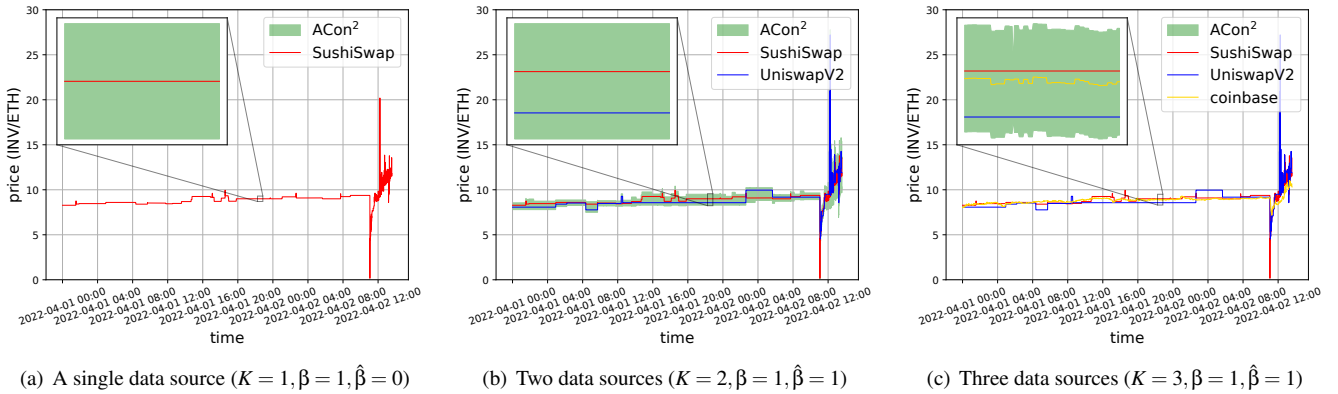 30
25
20
15
10
5
0
price (INV/ETH)
ACon²
SushiSwap
2022-04-01 00:00
2022-04-01 04:00
2022-04-01 08:00
2022-04-01 12:00
2022-04-01 16:00
2022-04-01 20:00
2022-04-02 00:00
2022-04-02 04:00
2022-04-02 08:00
2022-04-02 12:00
time
(a) A single data source (K = 1, β = 1, β̂ = 0)
30
25
20
15
10
5
0
price (INV/ETH)
ACon²
SushiSwap
UniswapV2
2022-04-01 00:00
2022-04-01 04:00
2022-04-01 08:00
2022-04-01 12:00
2022-04-01 16:00
2022-04-01 20:00
2022-04-02 00:00
2022-04-02 04:00
2022-04-02 08:00
2022-04-02 12:00
time
(b) Two data sources (K = 2, β = 1, β̂ = 1)
30
25
20
15
10
5
0
price (INV/ETH)
ACon²
SushiSwap
UniswapV2
coinbase
2022-04-01 00:00
2022-04-01 04:00
2022-04-01 08:00
2022-04-01 12:00
2022-04-01 16:00
2022-04-01 20:00
2022-04-02 00:00
2022-04-02 04:00
2022-04-02 08:00
2022-04-02 12:00
time
(c) Three data sources (K = 3, β = 1, β̂ = 1)